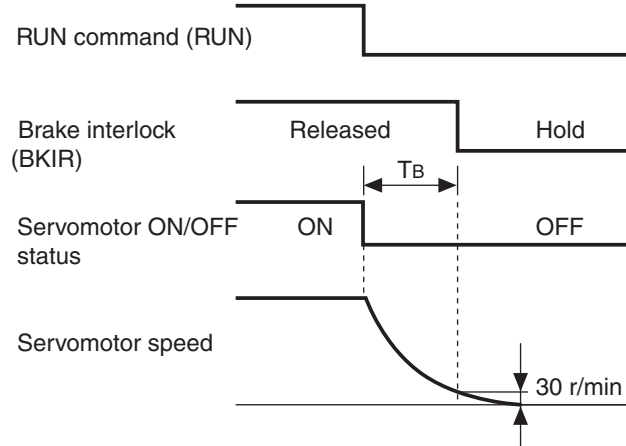 RUN command (RUN)
Brake interlock
(BKIR)
Released
Hold
TB
Servomotor ON/OFF
status
ON
OFF
Servomotor speed
30 r/min